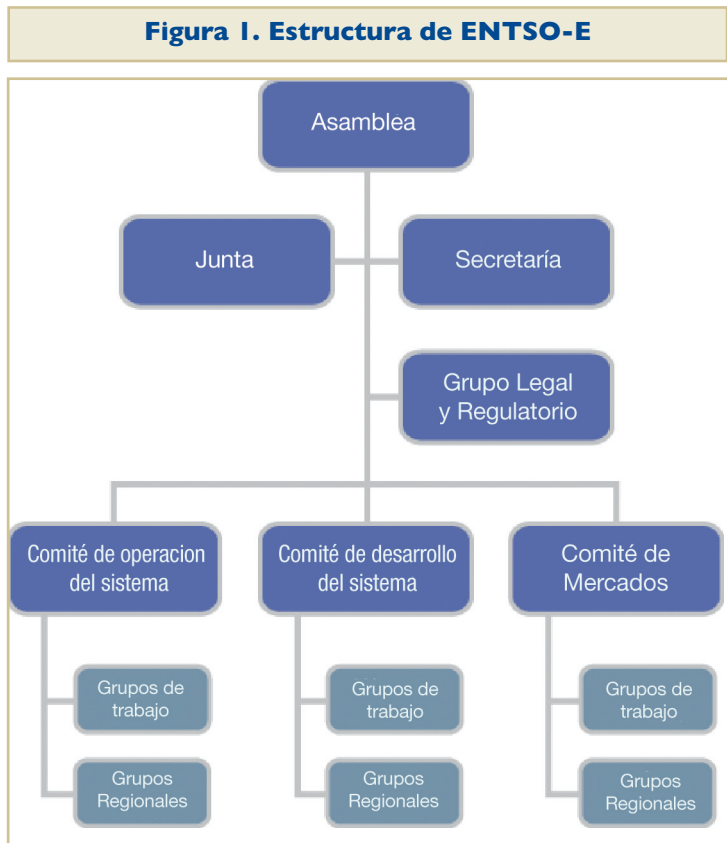 Figura 1. Estructura de ENTSO-E
Asamblea
Junta
Secretaría
Grupo Legal
y Regulatorio
Comité de operacion
del sistema
Comité de desarrollo
del sistema
Comité de
Mercados
Grupos de
trabajo
Grupos de
trabajo
Grupos de
trabajo
Grupos
Regionales
Grupos
Regionales
Grupos
Regionales